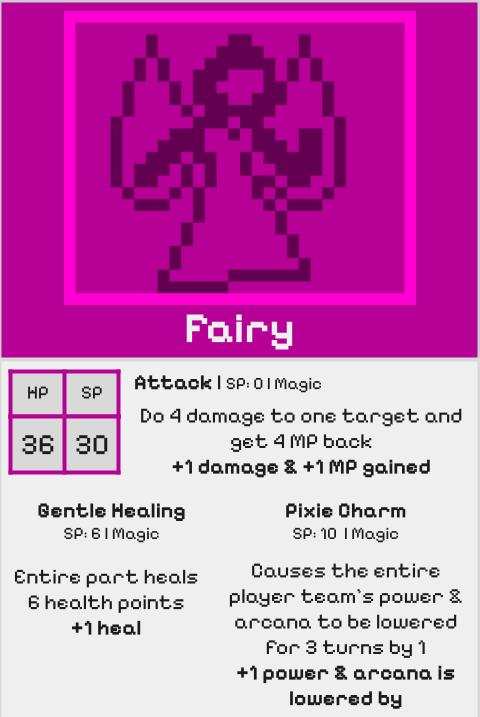 Fairy
HP
SP
36
30
Attack | SP: 0 | Magic
Do 4 damage to one target and
get 4 MP back
+1 damage & +1 MP gained
Gentle Healing
SP: 6 | Magic
Entire part heals
6 health points
+1 heal
Pixie Charm
SP: 10 | Magic
Causes the entire
player team's power &
arcana to be lowered
for 3 turns by 1
+1 power & arcana is
lowered by